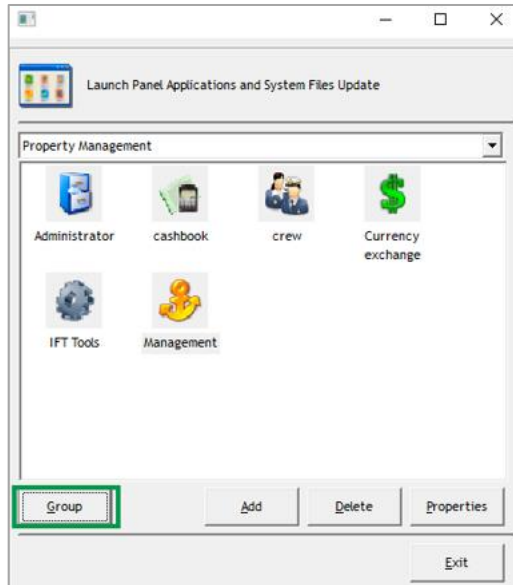 Launch Panel Applications and System Files Update
Property Management
Administrator
cashbook
crew
Currency
exchange
IFT Tools
Management
Group
Add
Delete
Properties
Exit